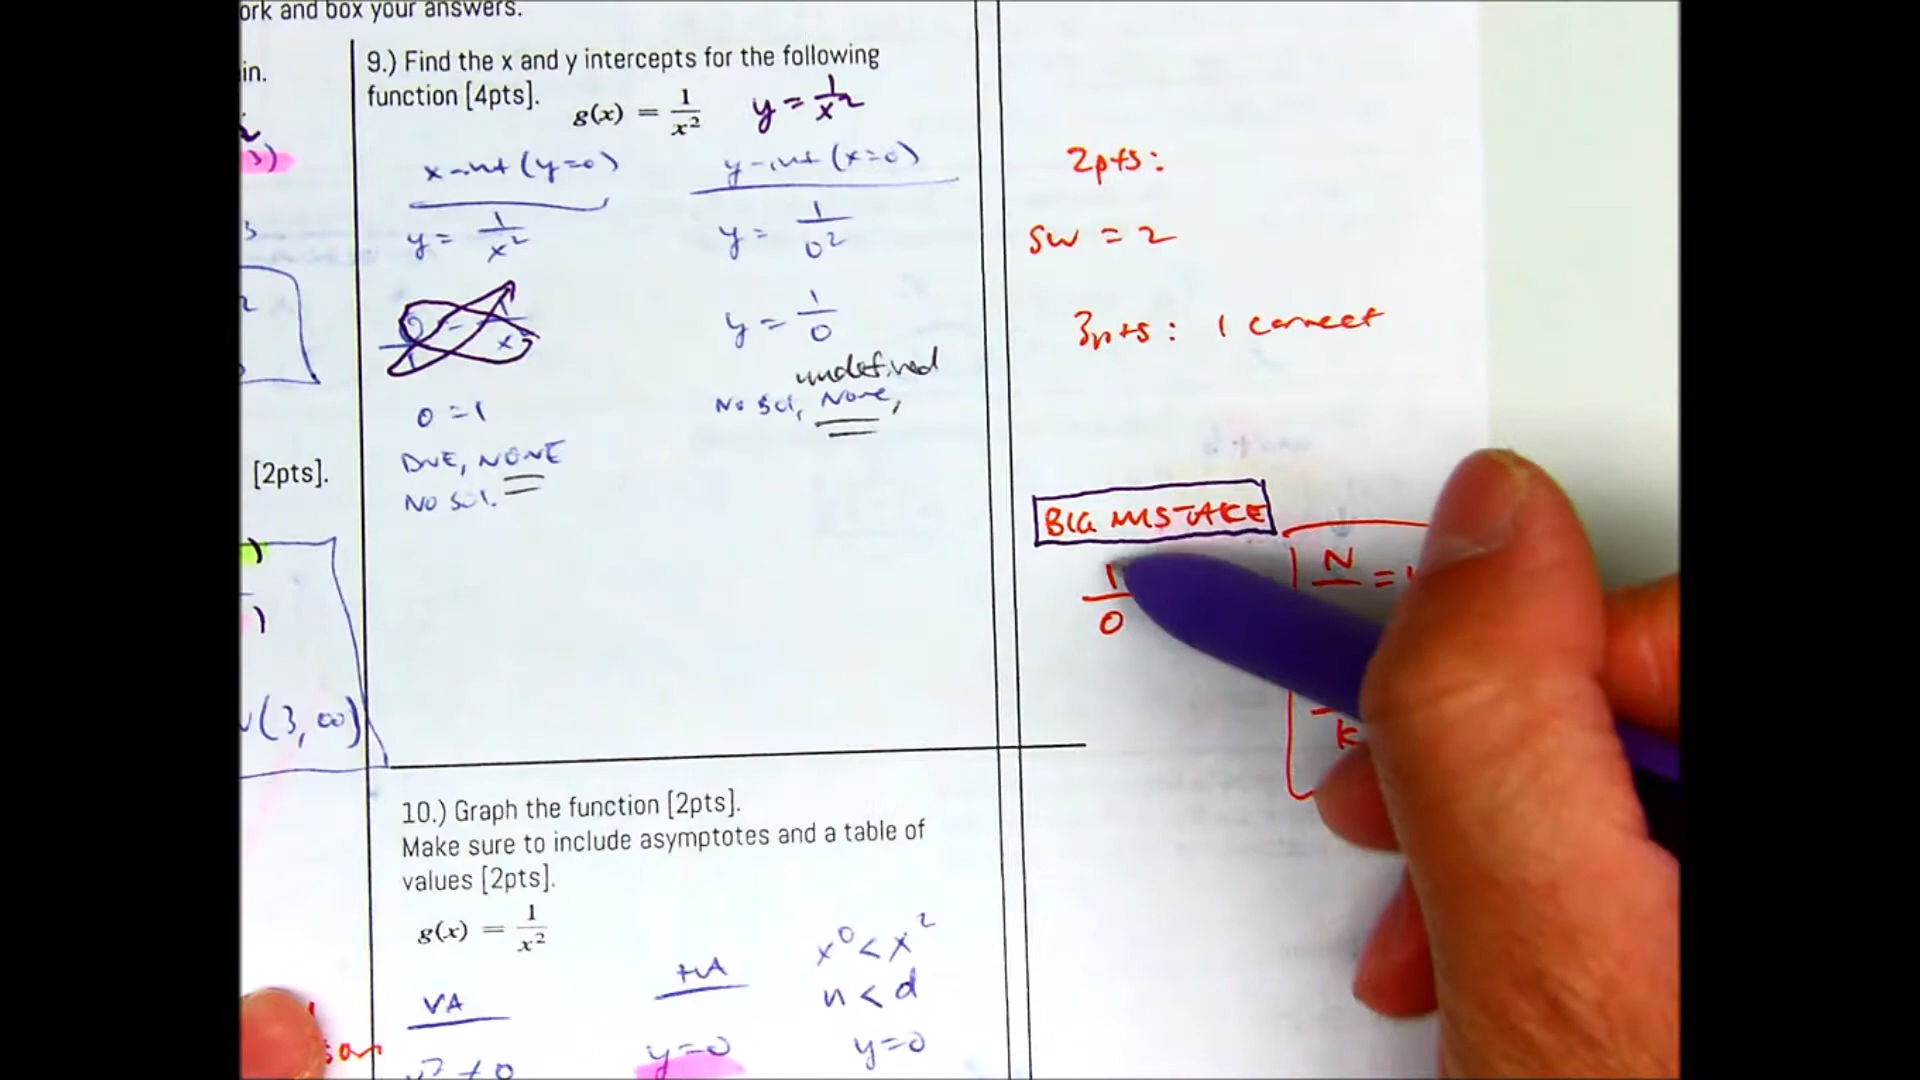 ork and box your answers.
in.
3)
3
2
[2pts].
)
)
(3, ∞)
9.) Find the x and y intercepts for the following
function [4pts].
g(x) = 1/x²
y = 1/x²
x-int (y=0)
y = 1/x²
0 = 1
DNE, NONE
No sol.
y-int (x=0)
y = 1/0²
y = 1/0
undefined
No sol, None,
10.) Graph the function [2pts].
Make sure to include asymptotes and a table of
values [2pts].
g(x) = 1/x²
VA
HA
y=0
x⁰ < x²
n < d
y=0
2pts:
SW = 2
3pts: 1 correct
BIG MISTAKE
1/0
N
=
k